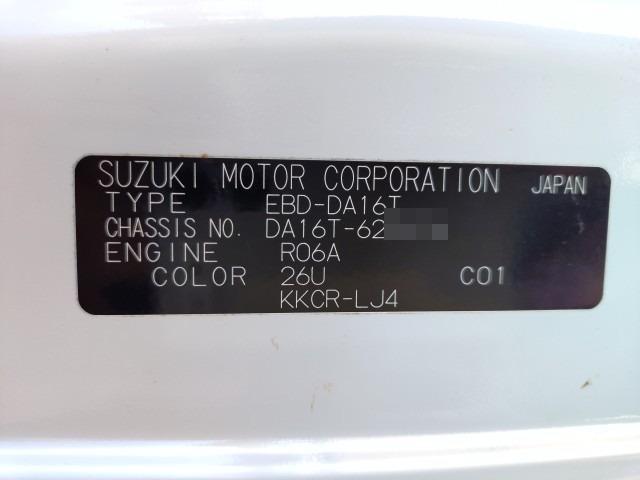 SUZUKI MOTOR CORPORATION JAPAN
TYPE EBD-DA16T
CHASSIS NO. DA16T-62
ENGINE R06A
COLOR 26U C01
KKCR-LJ4